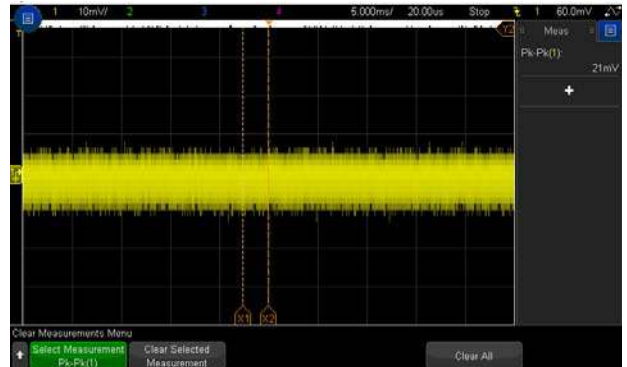 1 10mV/ 2 3 4 5.000ms/ 20.00us Stop 1 60.0mV
Y2
Meas
Pk-Pk(1):
21mV
+
T
X1 X2
Clear Measurements Menu
Select Measurement
Pk-Pk(1)
Clear Selected
Measurement
Clear All